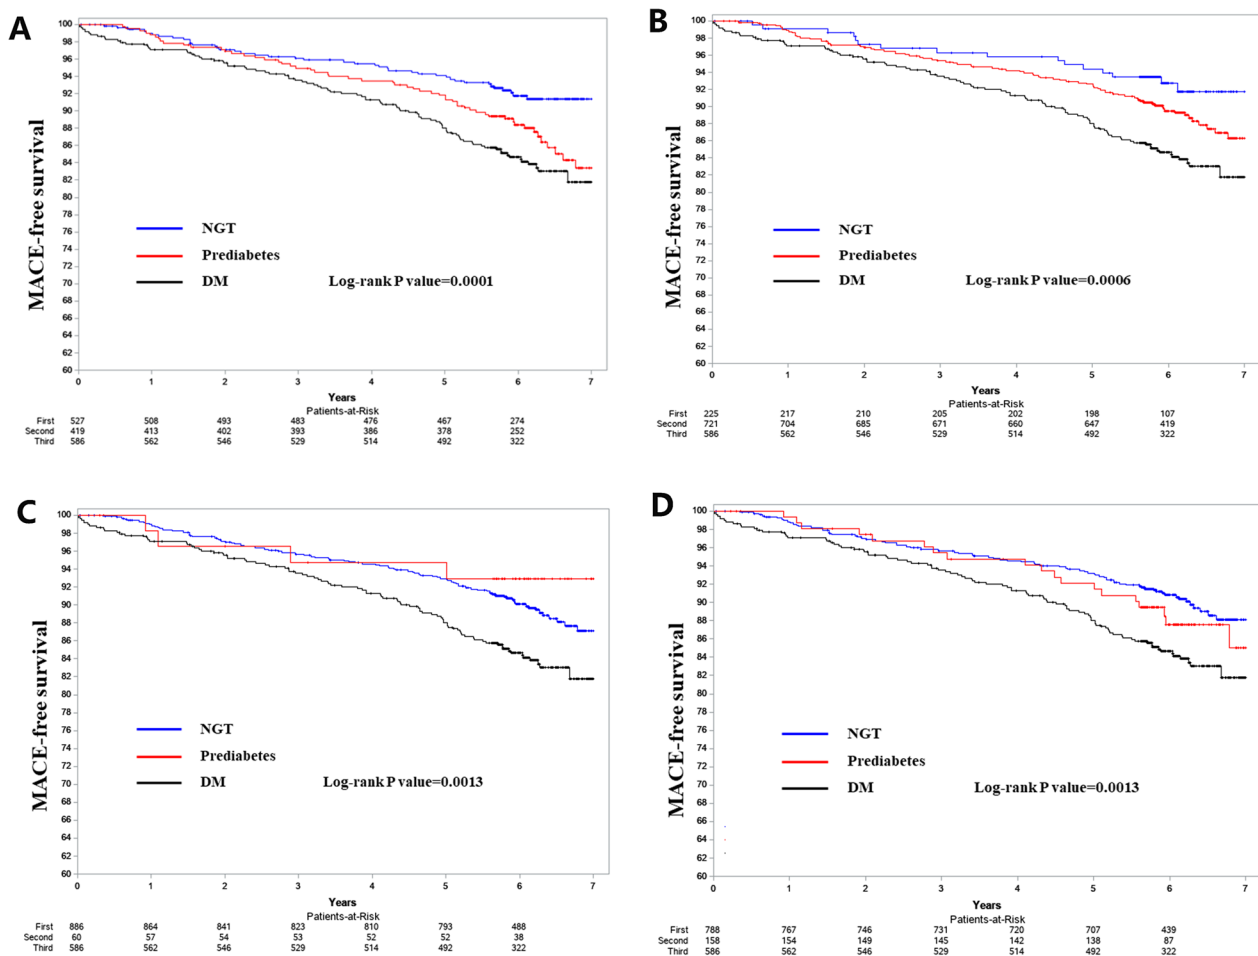 A
MACE-free survival
100
98
96
94
92
90
88
86
84
82
80
78
76
74
72
70
68
66
64
62
60
NGT
Prediabetes
DM Log-rank P value=0.0001
0 1 2 3 4 5 6 7
Years
Patients-at-Risk
First 527 508 493 483 476 467 274
Second 419 413 402 393 386 378 252
Third 586 562 546 529 514 492 322
B
MACE-free survival
100
98
96
94
92
90
88
86
84
82
80
78
76
74
72
70
68
66
64
62
60
NGT
Prediabetes
DM Log-rank P value=0.0006
0 1 2 3 4 5 6 7
Years
Patients-at-Risk
First 225 217 210 205 202 198 107
Second 721 704 685 671 660 647 419
Third 586 562 546 529 514 492 322
C
MACE-free survival
100
98
96
94
92
90
88
86
84
82
80
78
76
74
72
70
68
66
64
62
60
NGT
Prediabetes
DM Log-rank P value=0.0013
0 1 2 3 4 5 6 7
Years
Patients-at-Risk
First 886 864 841 823 810 793 488
Second 60 57 54 53 52 52 38
Third 586 562 546 529 514 492 322
D
MACE-free survival
100
98
96
94
92
90
88
86
84
82
80
78
76
74
72
70
68
66
64
62
60
NGT
Prediabetes
DM Log-rank P value=0.0013
0 1 2 3 4 5 6 7
Years
Patients-at-Risk
First 788 767 746 731 720 707 439
Second 158 154 149 145 142 138 87
Third 586 562 546 529 514 492 322